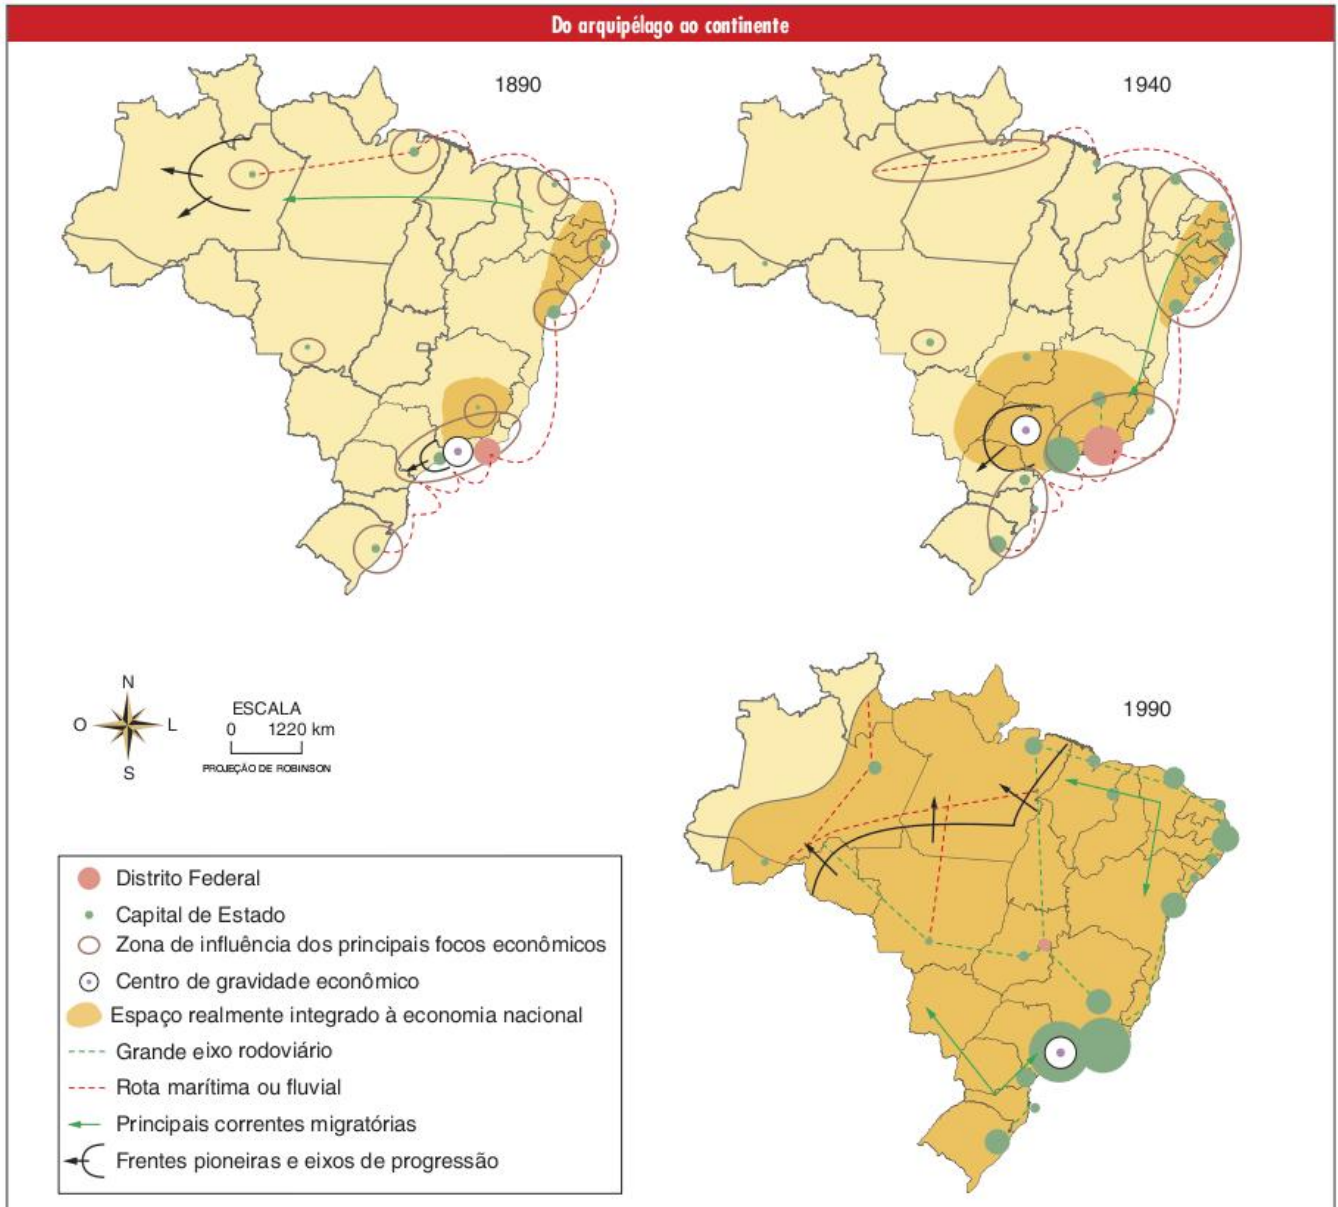 Do arquipélago ao continente
1890
1940
N
O
L
S
ESCALA
0 1220 km
PROJEÇÃO DE ROBINSON
1990
Distrito Federal
Capital de Estado
Zona de influência dos principais focos econômicos
Centro de gravidade econômico
Espaço realmente integrado à economia nacional
Grande eixo rodoviário
Rota marítima ou fluvial
Principais correntes migratórias
Frentes pioneiras e eixos de progressão